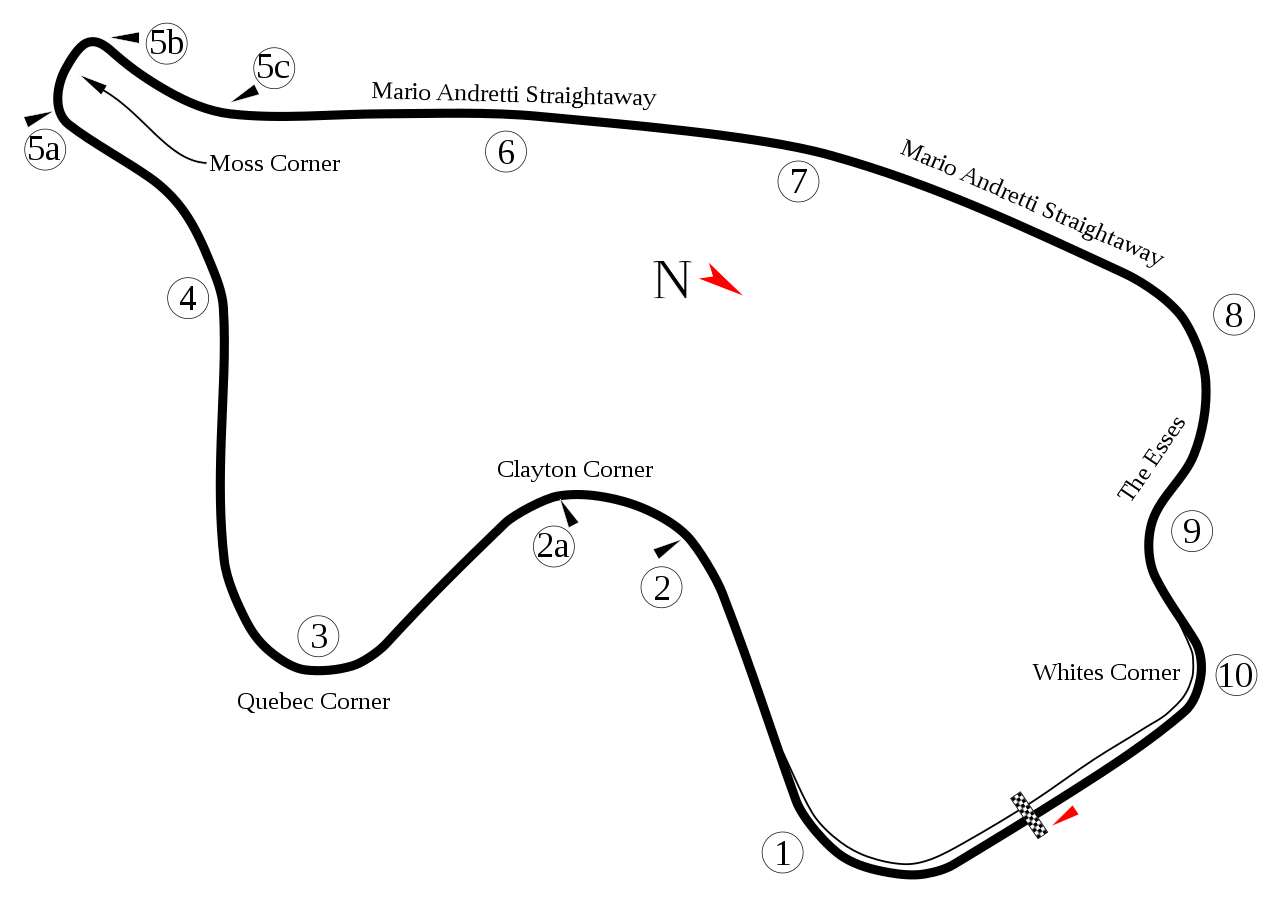 5b
5c
Mario Andretti Straightaway
5a
Moss Corner
6
7
Mario Andretti Straightaway
N
4
8
The Esses
Clayton Corner
2a
2
9
3
Quebec Corner
Whites Corner
10
1